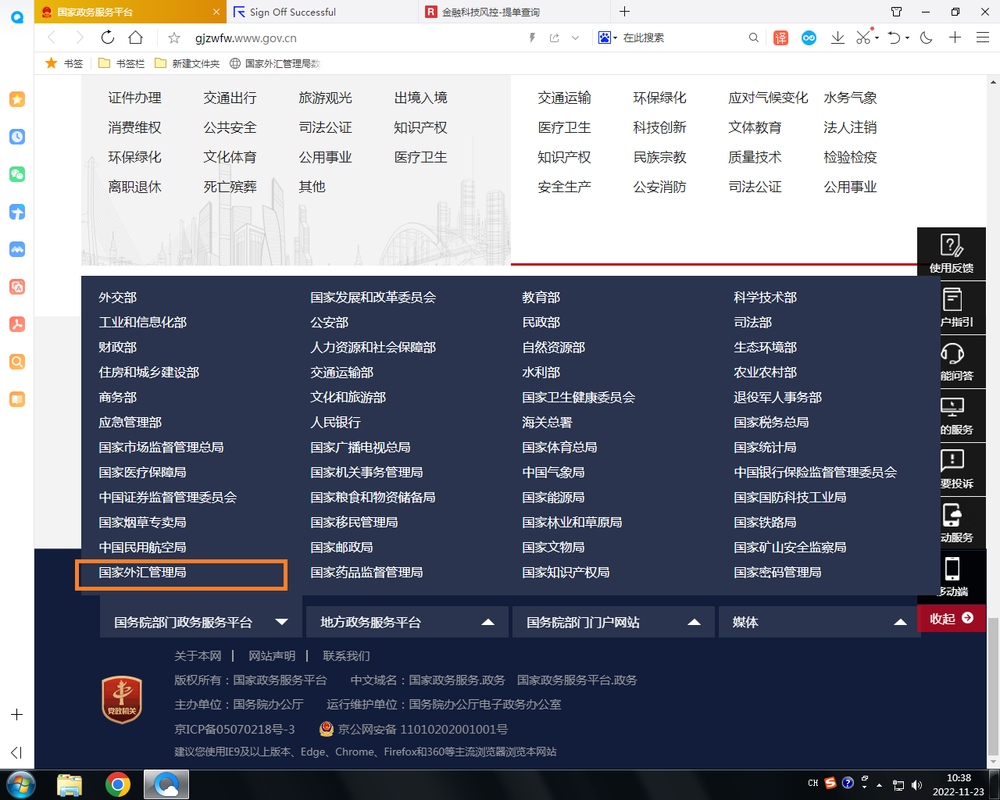 国家政务服务平台 Sign Off Successful 金融科技风控-提单查询
gjzwfw.www.gov.cn 在此搜索 译
书签 书签栏 新建文件夹 国家外汇管理局数
证件办理 交通出行 旅游观光 出境入境 交通运输 环保绿化 应对气候变化 水务气象
消费维权 公共安全 司法公证 知识产权 医疗卫生 科技创新 文体教育 法人注销
环保绿化 文化体育 公用事业 医疗卫生 知识产权 民族宗教 质量技术 检验检疫
离职退休 死亡殡葬 其他 安全生产 公安消防 司法公证 公用事业
使用反馈
外交部 国家发展和改革委员会 教育部 科学技术部
户指引
工业和信息化部 公安部 民政部 司法部
财政部 人力资源和社会保障部 自然资源部 生态环境部
住房和城乡建设部 交通运输部 水利部 农业农村部
能问答
商务部 文化和旅游部 国家卫生健康委员会 退役军人事务部
应急管理部 人民银行 海关总署 国家税务总局
的服务
国家市场监督管理总局 国家广播电视总局 国家体育总局 国家统计局
国家医疗保障局 国家机关事务管理局 中国气象局 中国银行保险监督管理委员会
要投诉
中国证券监督管理委员会 国家粮食和物资储备局 国家能源局 国家国防科技工业局
国家烟草专卖局 国家移民管理局 国家林业和草原局 国家铁路局
动服务
中国民用航空局 国家邮政局 国家文物局 国家矿山安全监察局
国家外汇管理局 国家药品监督管理局 国家知识产权局 国家密码管理局
移动端
收起
国务院部门政务服务平台 地方政务服务平台 国务院部门门户网站 媒体
关于本网 | 网站声明 | 联系我们
版权所有：国家政务服务平台 中文域名：国家政务服务.政务 国家政务服务平台.政务
党政机关
主办单位：国务院办公厅 运行维护单位：国务院办公厅电子政务办公室
京ICP备05070218号-3 京公网安备 11010202001001号
建议您使用IE9及以上版本、Edge、Chrome、Firefox和360等主流浏览器浏览本网站
CH 10:38
2022-11-23